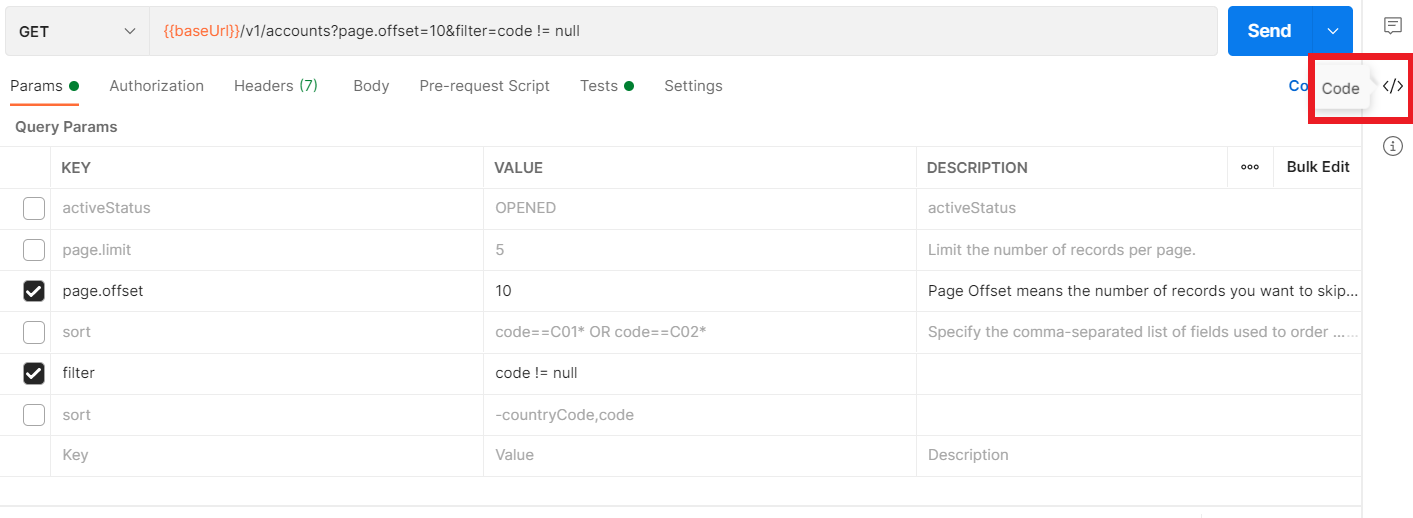 GET {{baseUrl}}/v1/accounts?page.offset=10&filter=code != null Send
Params Authorization Headers (7) Body Pre-request Script Tests Settings Co Code </>
Query Params
KEY VALUE DESCRIPTION Bulk Edit
activeStatus OPENED activeStatus
page.limit 5 Limit the number of records per page.
page.offset 10 Page Offset means the number of records you want to skip...
sort code==C01* OR code==C02* Specify the comma-separated list of fields used to order ...
filter code != null
sort -countryCode,code
Key Value Description